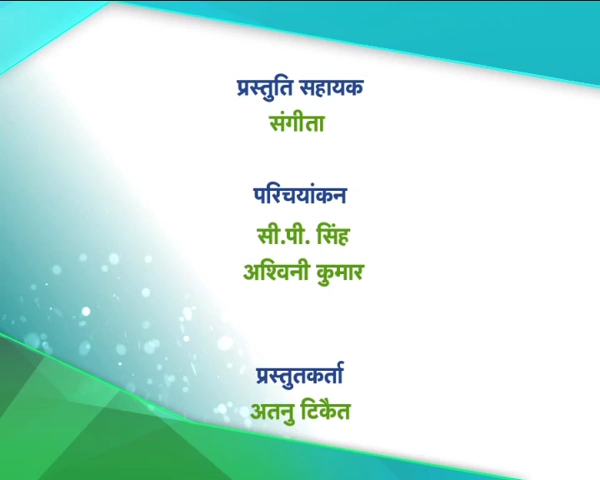 प्रस्तुति सहायक
संगीता
परिचयांकन
सी.पी. सिंह
अश्विनी कुमार
प्रस्तुतकर्ता
अतनु टिकैत